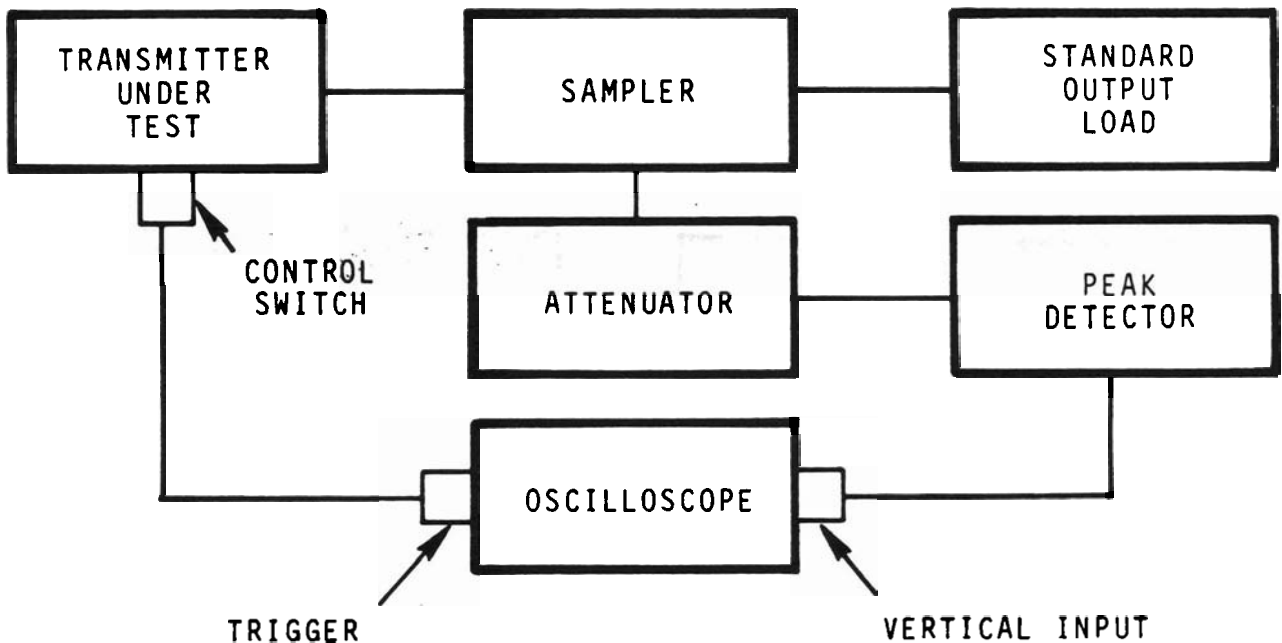 TRANSMITTER
UNDER
TEST
SAMPLER
STANDARD
OUTPUT
LOAD
CONTROL
SWITCH
ATTENUATOR
PEAK
DETECTOR
OSCILLOSCOPE
TRIGGER
VERTICAL INPUT